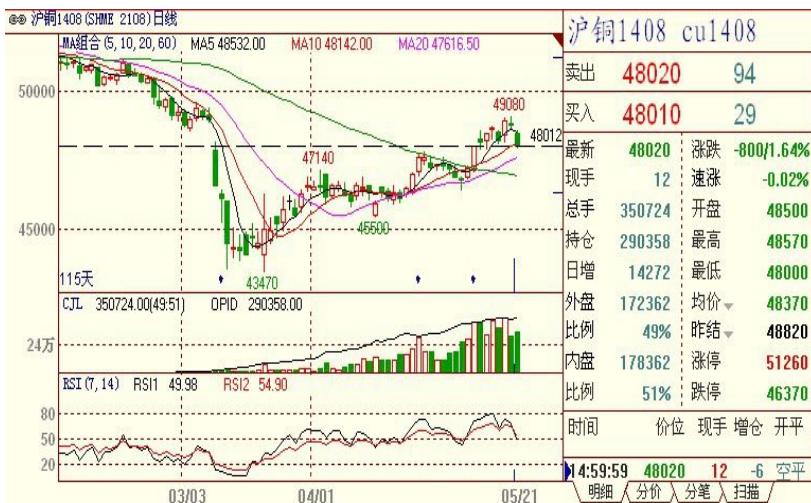 沪铜1408(SHME 2108)日线
MA组合(5,10,20,60) MA5 48532.00 MA10 48142.00 MA20 47616.50
50000
49080
48012
47140
45500
45000
43470
115天
CJL 350724.00(49:51) OPID 290358.00
24万
RSI(7,14) RSI1 49.98 RSI2 54.90
80
50
20
03/03 04/01 05/21
沪铜1408 cu1408
卖出 48020 94
买入 48010 29
最新 48020 涨跌 -800/1.64%
现手 12 速涨 -0.02%
总手 350724 开盘 48500
持仓 290358 最高 48570
日增 14272 最低 48000
外盘 172362 均价 48370
比例 49% 昨结 48820
内盘 178362 涨停 51260
比例 51% 跌停 46370
时间 价位 现手 增仓 开平
14:59:59 48020 12 -6 空平
明细 分价 分笔 扫描